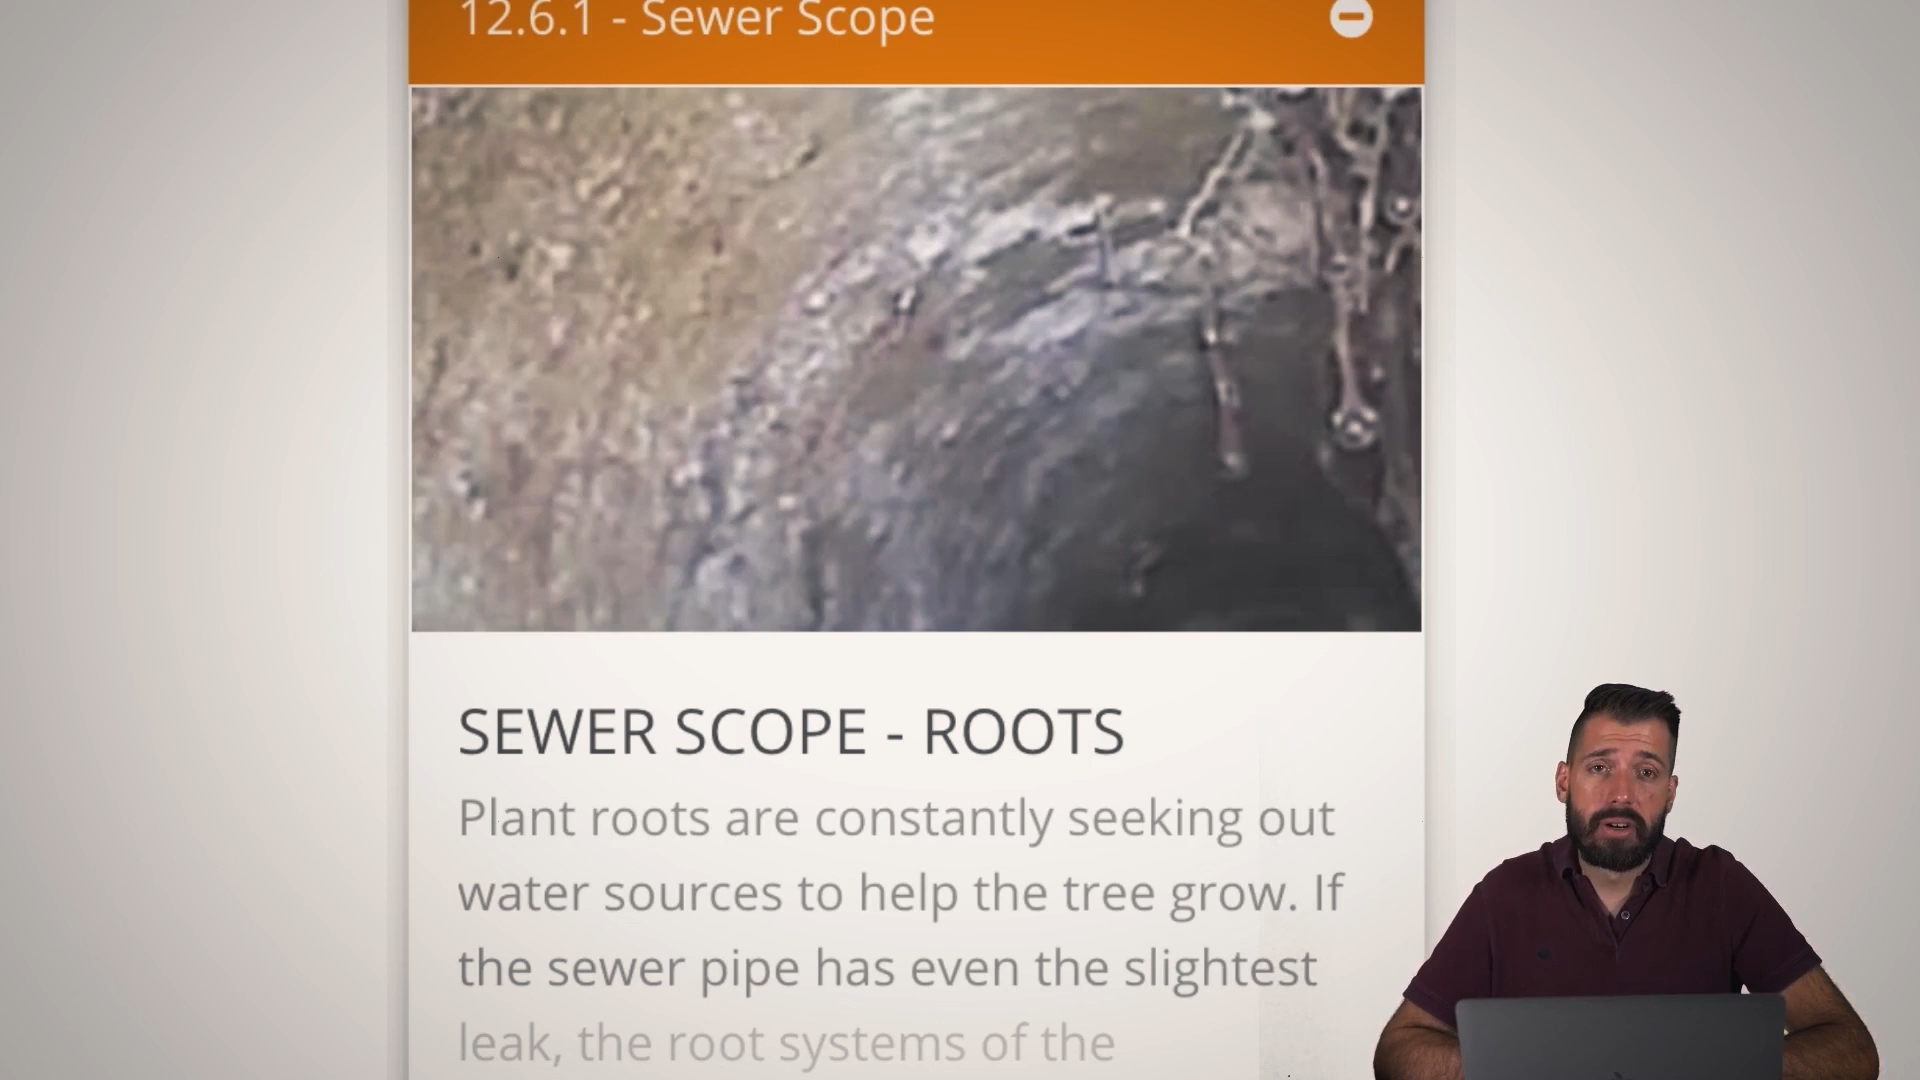 12.6.1 - Sewer Scope
SEWER SCOPE - ROOTS
Plant roots are constantly seeking out
water sources to help the tree grow. If
the sewer pipe has even the slightest
leak, the root systems of the